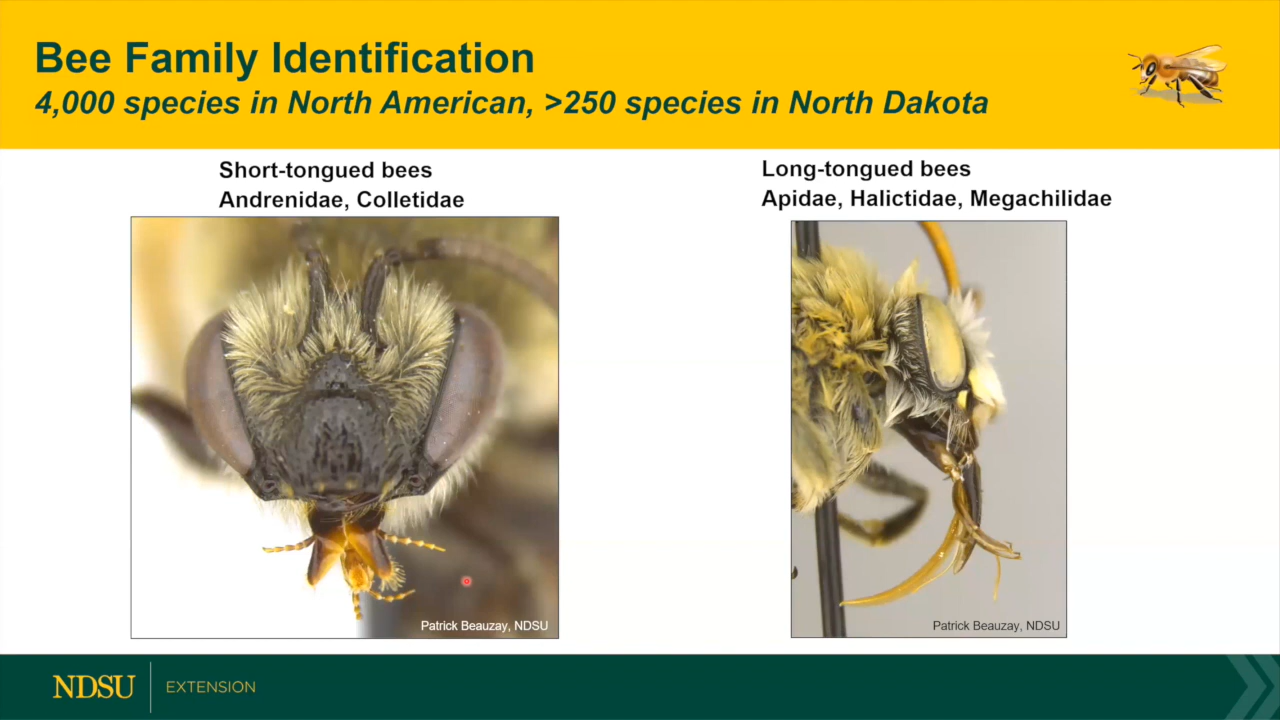 Bee Family Identification
4,000 species in North American, >250 species in North Dakota
Short-tongued bees
Andrenidae, Colletidae
Long-tongued bees
Apidae, Halictidae, Megachilidae
Patrick Beauzay, NDSU
Patrick Beauzay, NDSU
NDSU
EXTENSION